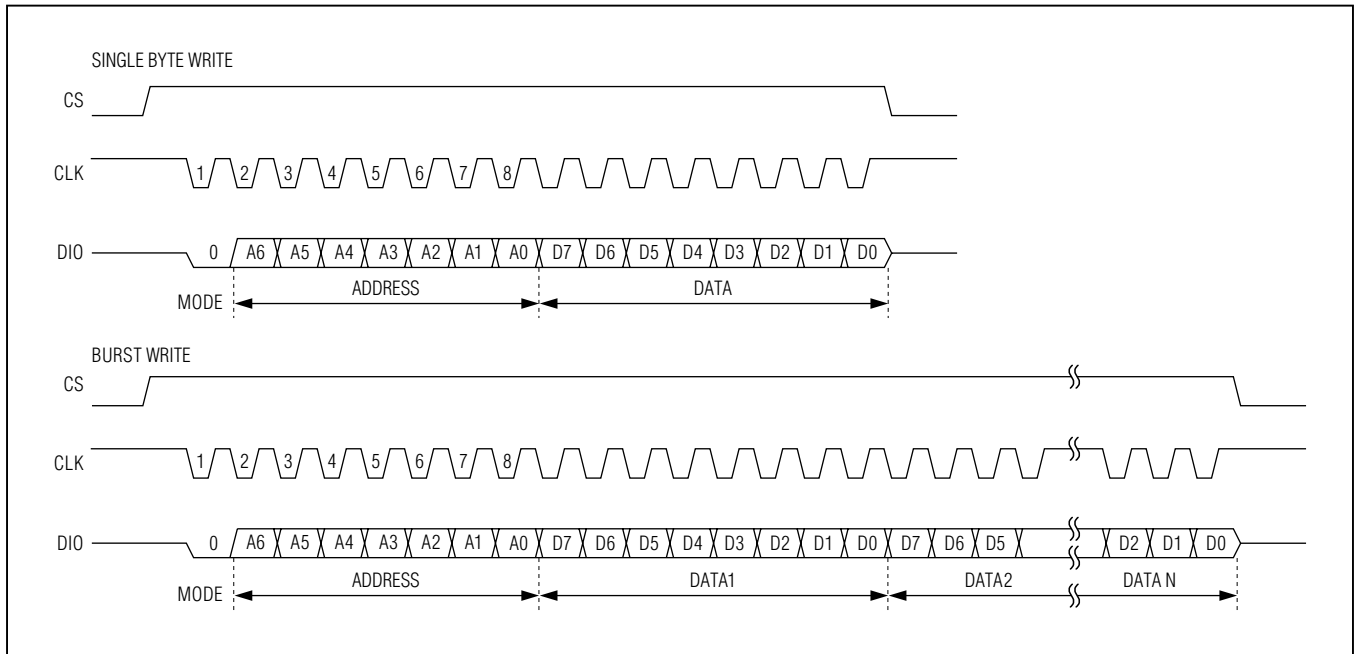 SINGLE BYTE WRITE
CS
CLK 1 2 3 4 5 6 7 8
DIO 0 A6 A5 A4 A3 A2 A1 A0 D7 D6 D5 D4 D3 D2 D1 D0
MODE ADDRESS DATA
BURST WRITE
CS
CLK 1 2 3 4 5 6 7 8
DIO 0 A6 A5 A4 A3 A2 A1 A0 D7 D6 D5 D4 D3 D2 D1 D0 D7 D6 D5 D2 D1 D0
MODE ADDRESS DATA1 DATA2 DATA N